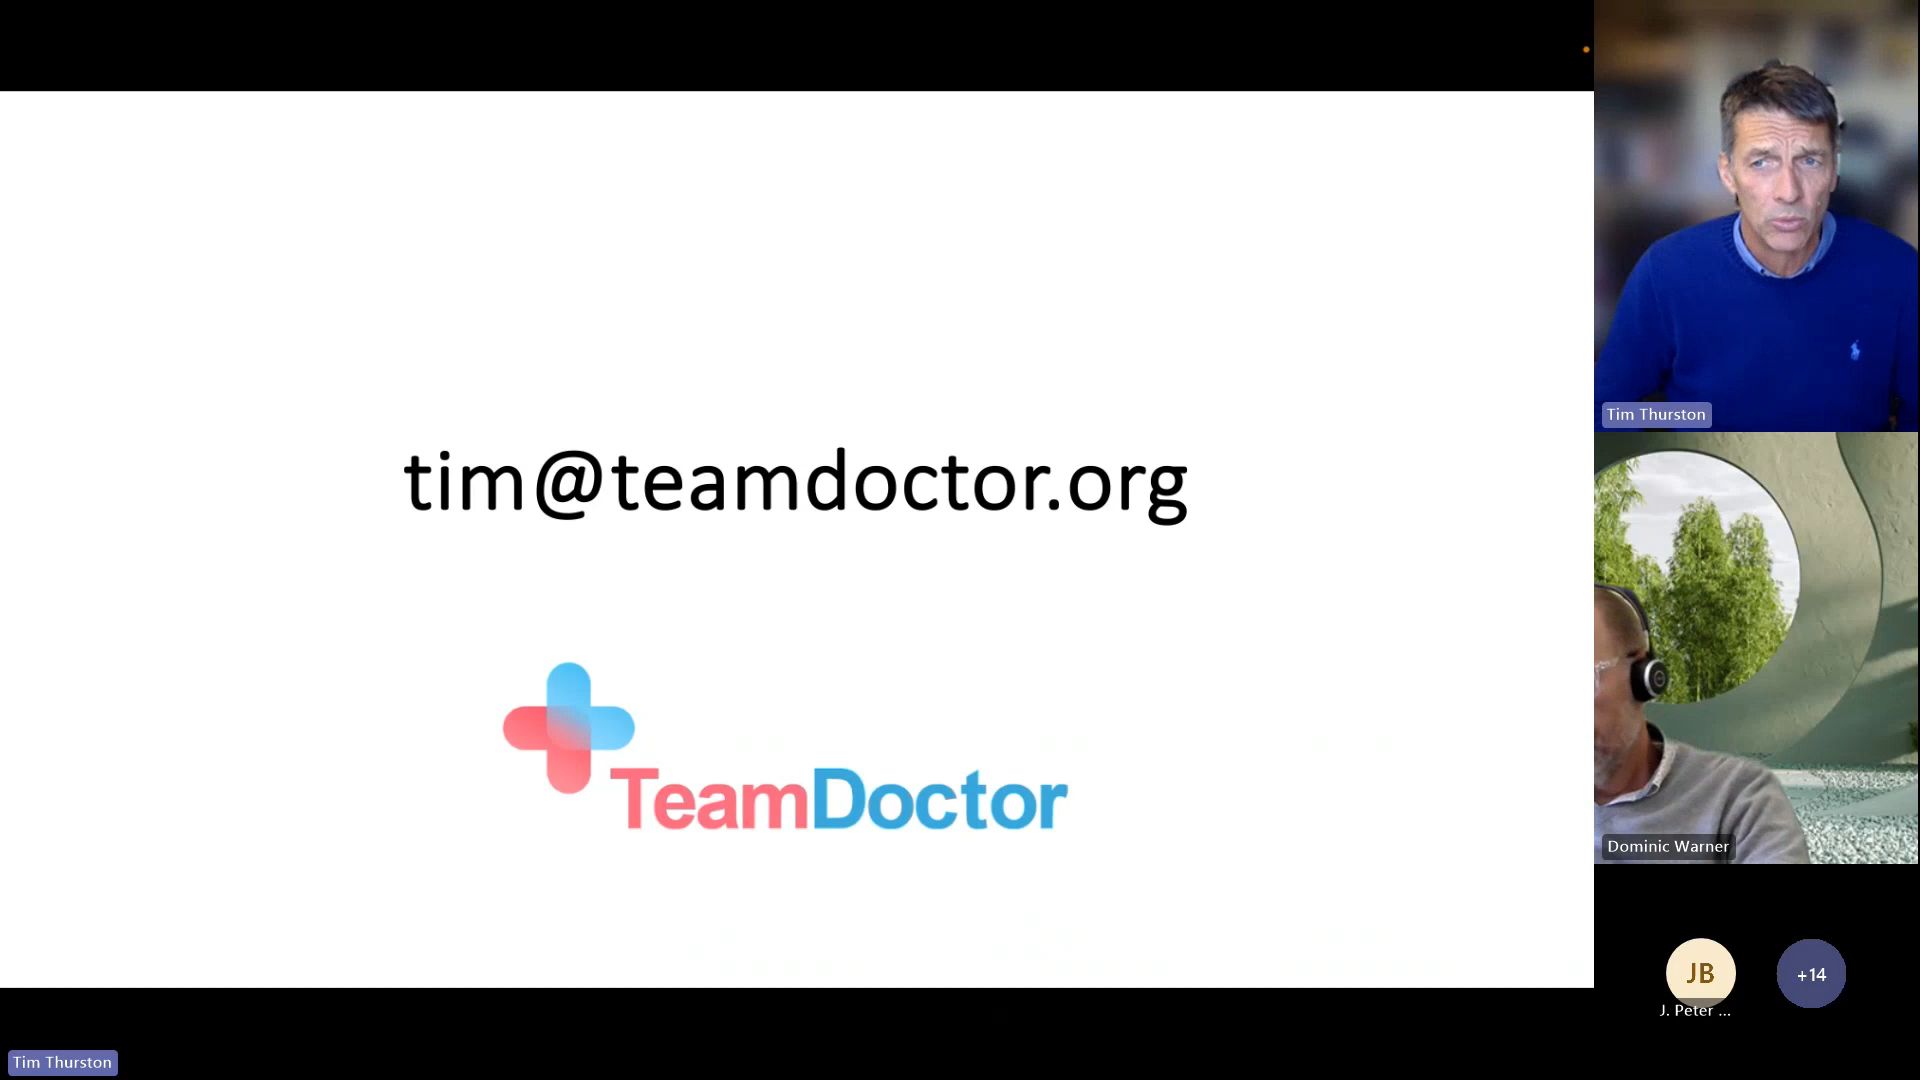 tim@teamdoctor.org
TeamDoctor
Tim Thurston
Dominic Warner
JB
J. Peter ...
+14
Tim Thurston